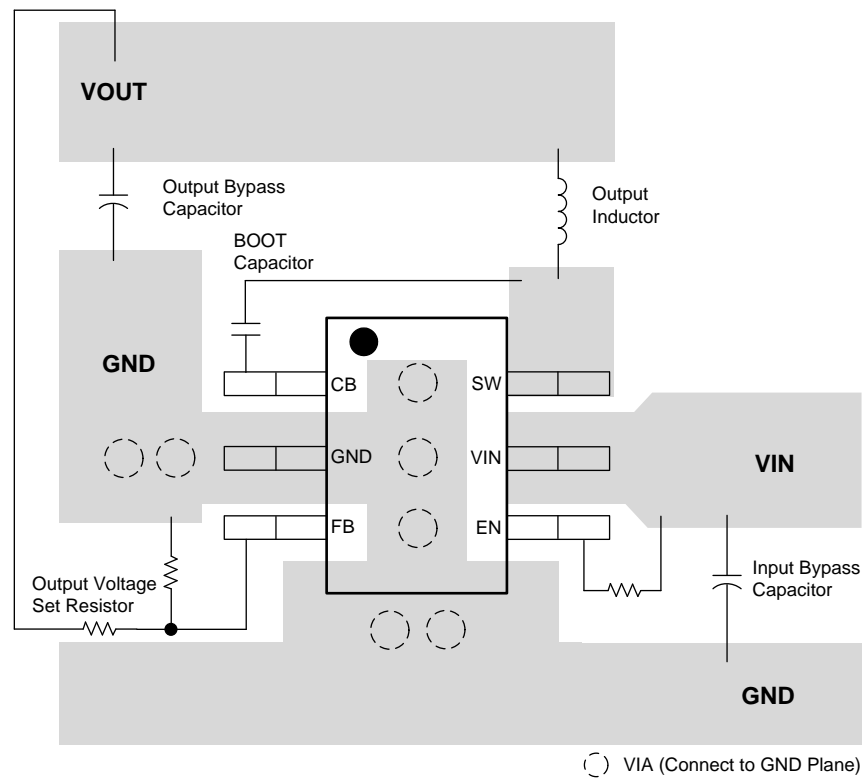 VOUT
Output Bypass
Capacitor
Output
Inductor
BOOT
Capacitor
GND
CB
SW
GND
VIN
VIN
FB
EN
Output Voltage
Set Resistor
Input Bypass
Capacitor
GND
VIA (Connect to GND Plane)